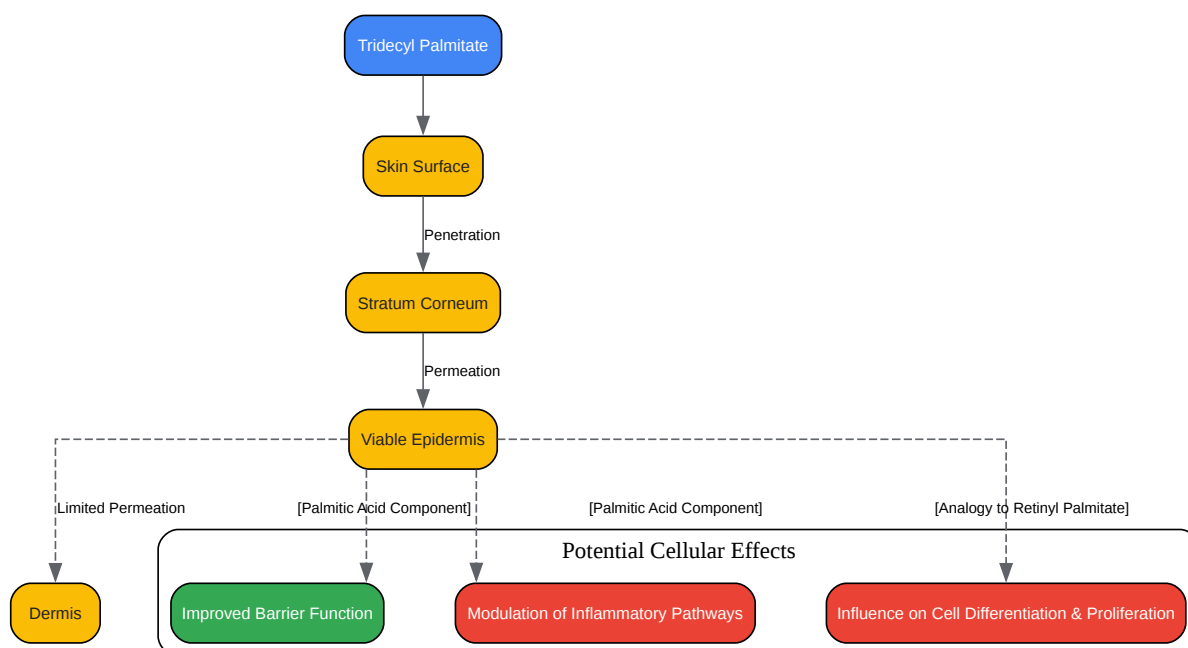 Tridecyl Palmitate
Skin Surface
Penetration
Stratum Corneum
Permeation
Viable Epidermis
Limited Permeation
[Palmitic Acid Component]
[Palmitic Acid Component]
[Analogy to Retinyl Palmitate]
Potential Cellular Effects
Dermis
Improved Barrier Function
Modulation of Inflammatory Pathways
Influence on Cell Differentiation & Proliferation